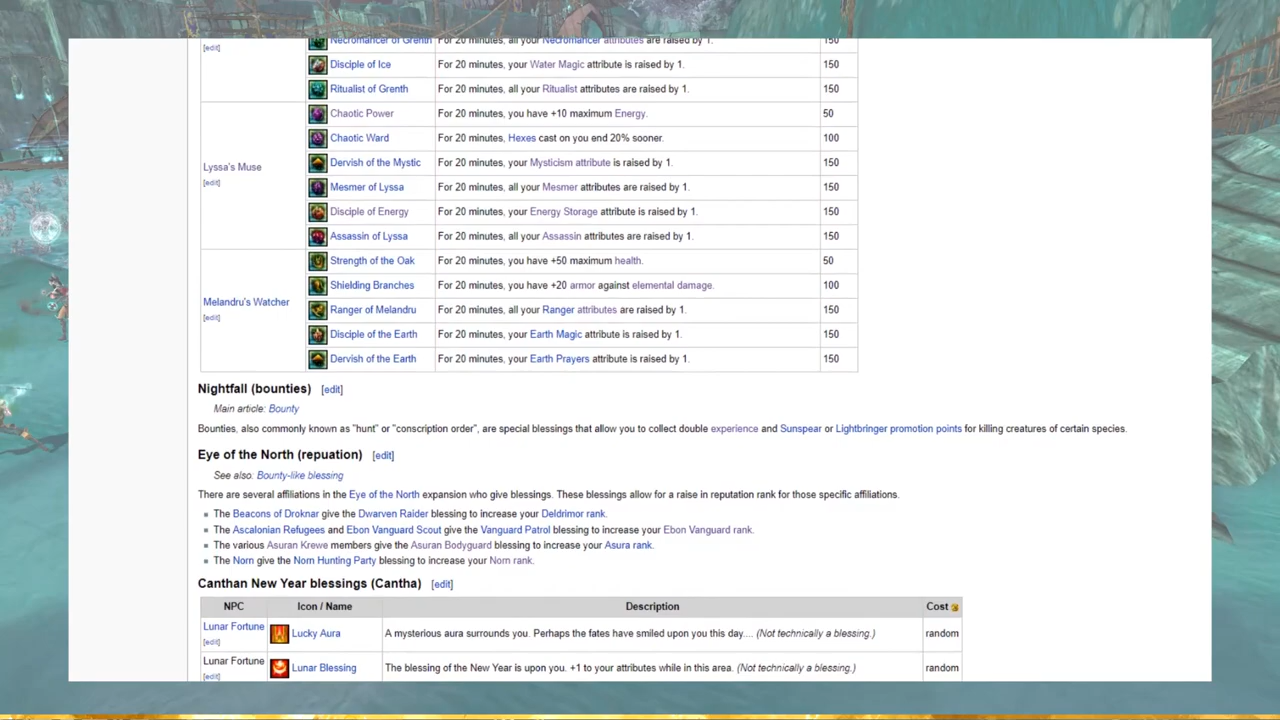 [edit]
Necromancer of Grenth For 20 minutes, all your Necromancer attributes are raised by 1. 150
Disciple of Ice For 20 minutes, your Water Magic attribute is raised by 1. 150
Ritualist of Grenth For 20 minutes, all your Ritualist attributes are raised by 1. 150
Lyssa's Muse
[edit]
Chaotic Power For 20 minutes, you have +10 maximum Energy. 50
Chaotic Ward For 20 minutes, Hexes cast on you end 20% sooner. 100
Dervish of the Mystic For 20 minutes, your Mysticism attribute is raised by 1. 150
Mesmer of Lyssa For 20 minutes, all your Mesmer attributes are raised by 1. 150
Disciple of Energy For 20 minutes, your Energy Storage attribute is raised by 1. 150
Assassin of Lyssa For 20 minutes, all your Assassin attributes are raised by 1. 150
Melandru's Watcher
[edit]
Strength of the Oak For 20 minutes, you have +50 maximum health. 50
Shielding Branches For 20 minutes, you have +20 armor against elemental damage. 100
Ranger of Melandru For 20 minutes, all your Ranger attributes are raised by 1. 150
Disciple of the Earth For 20 minutes, your Earth Magic attribute is raised by 1. 150
Dervish of the Earth For 20 minutes, your Earth Prayers attribute is raised by 1. 150
Nightfall (bounties) [edit]
Main article: Bounty
Bounties, also commonly known as "hunt" or "conscription order", are special blessings that allow you to collect double experience and Sunspear or Lightbringer promotion points for killing creatures of certain species.
Eye of the North (repuation) [edit]
See also: Bounty-like blessing
There are several affiliations in the Eye of the North expansion who give blessings. These blessings allow for a raise in reputation rank for those specific affiliations.
The Beacons of Droknar give the Dwarven Raider blessing to increase your Deldrimor rank.
The Ascalonian Refugees and Ebon Vanguard Scout give the Vanguard Patrol blessing to increase your Ebon Vanguard rank.
The various Asuran Krewe members give the Asuran Bodyguard blessing to increase your Asura rank.
The Norn give the Norn Hunting Party blessing to increase your Norn rank.
Canthan New Year blessings (Cantha) [edit]
NPC Icon / Name Description Cost
Lunar Fortune
[edit]
Lucky Aura A mysterious aura surrounds you. Perhaps the fates have smiled upon you this day.... (Not technically a blessing.) random
Lunar Fortune
[edit]
Lunar Blessing The blessing of the New Year is upon you. +1 to your attributes while in this area. (Not technically a blessing.) random